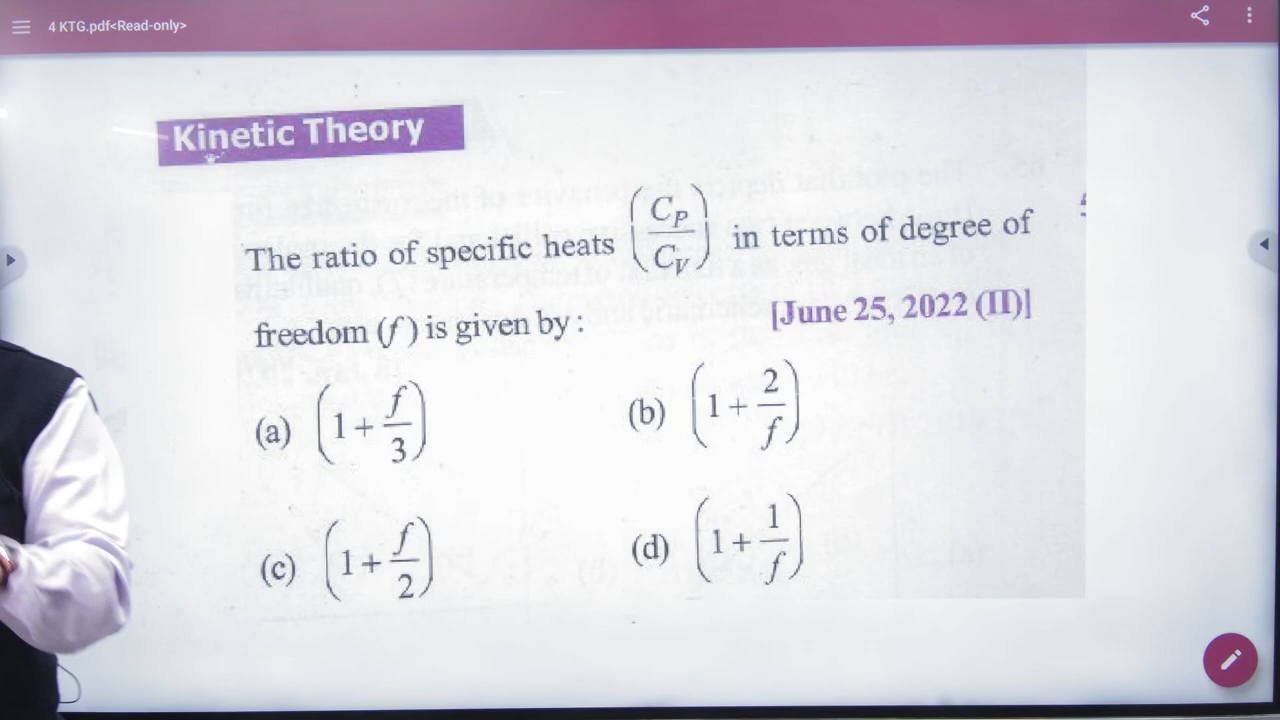 4 KTG.pdf<Read-only>
Kinetic Theory
The ratio of specific heats (C_P/C_V) in terms of degree of
freedom (f) is given by :
[June 25, 2022 (II)]
(a) (1 + f/3)
(b) (1 + 2/f)
(c) (1 + f/2)
(d) (1 + 1/f)